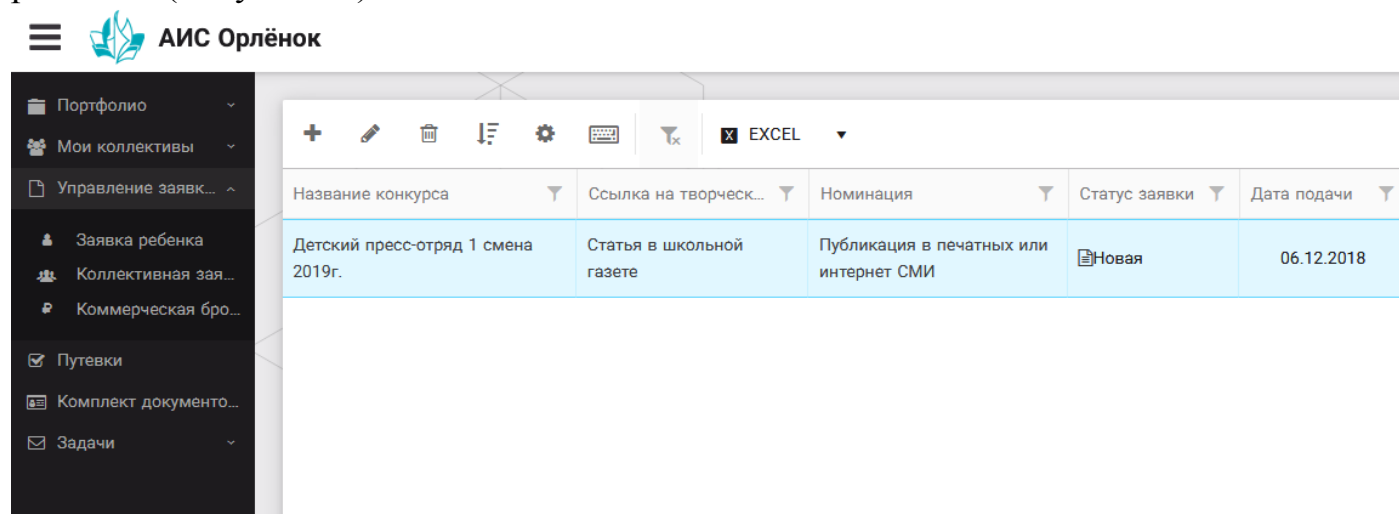 АИС Орлёнок
Портфолио
Мои коллективы
Управление заявк...
Заявка ребенка
Коллективная зая...
Коммерческая бро...
Путевки
Комплект документо...
Задачи
X EXCEL
Название конкурса Ссылка на творческ... Номинация Статус заявки Дата подачи
Детский пресс-отряд 1 смена Статья в школьной Публикация в печатных или
2019г. газете интернет СМИ Новая 06.12.2018